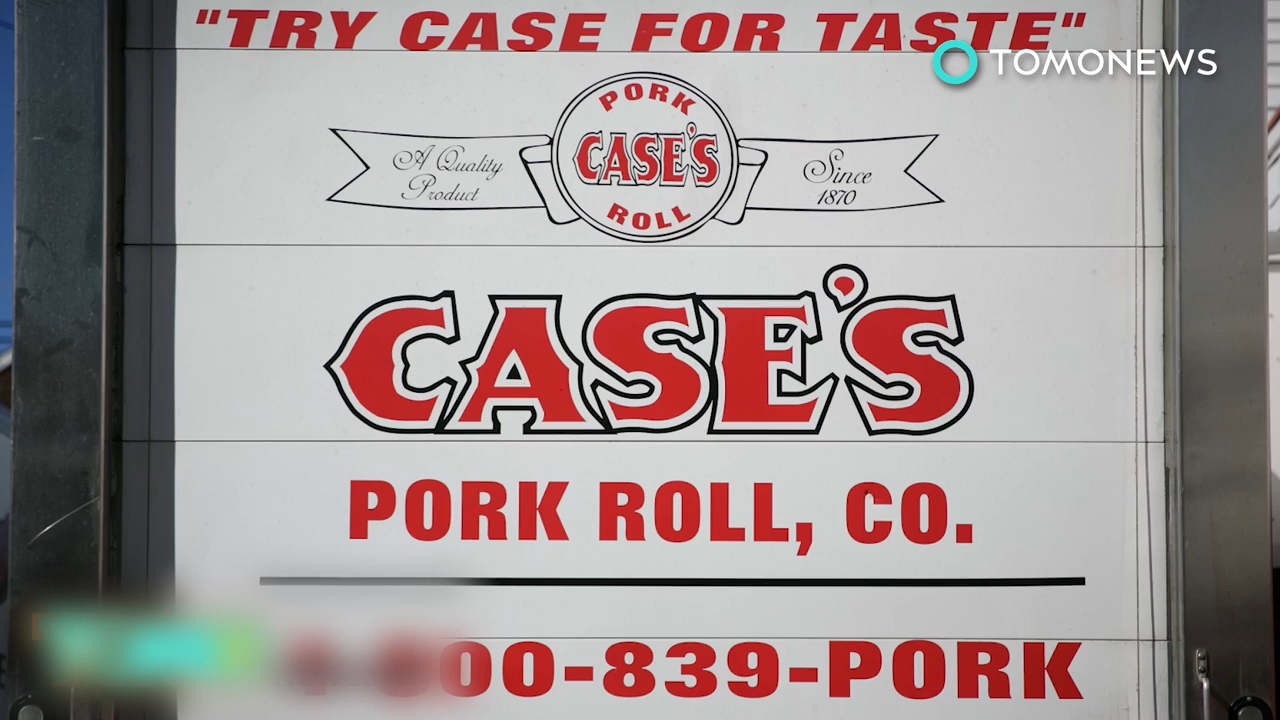 "TRY CASE FOR TASTE"
TOMONEWS
PORK
CASE'S
ROLL
A Quality
Product
Since
1870
CASE'S
PORK ROLL, CO.
00-839-PORK